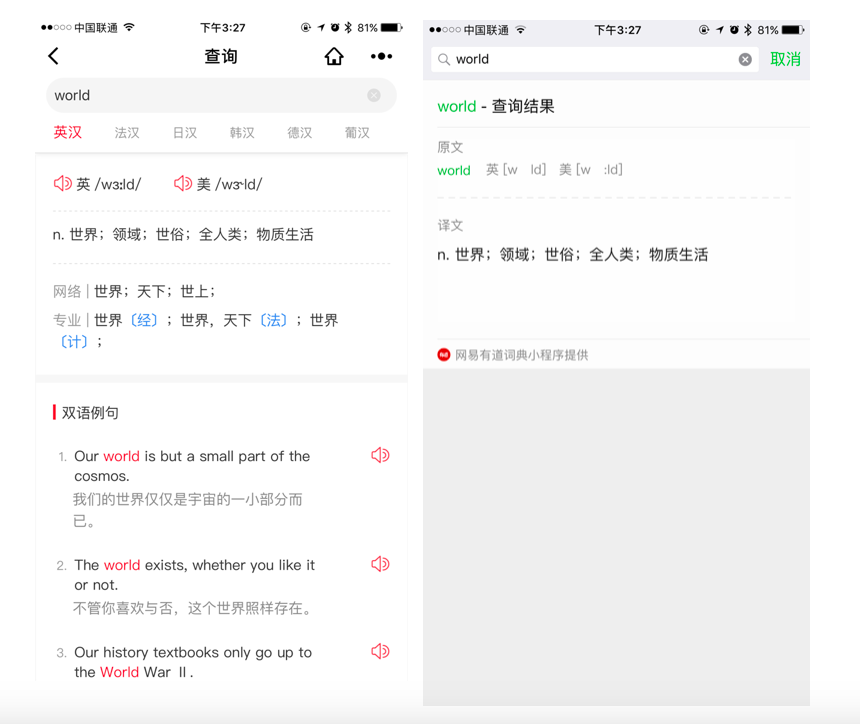 中国联通
下午3:27
81%
查询
world
英汉 法汉 日汉 韩汉 德汉 葡汉
英 /wɜːld/ 美 /wɝld/
n. 世界；领域；世俗；全人类；物质生活
网络 | 世界；天下；世上；
专业 | 世界〔经〕；世界，天下〔法〕；世界
〔计〕；
双语例句
1. Our world is but a small part of the
cosmos.
我们的世界仅仅是宇宙的一小部分而
已。
2. The world exists, whether you like it
or not.
不管你喜欢与否，这个世界照样存在。
3. Our history textbooks only go up to
the World War Ⅱ.
中国联通
下午3:27
81%
world
取消
world - 查询结果
原文
world 英 [w ld] 美 [w :ld]
译文
n. 世界；领域；世俗；全人类；物质生活
网易有道词典小程序提供